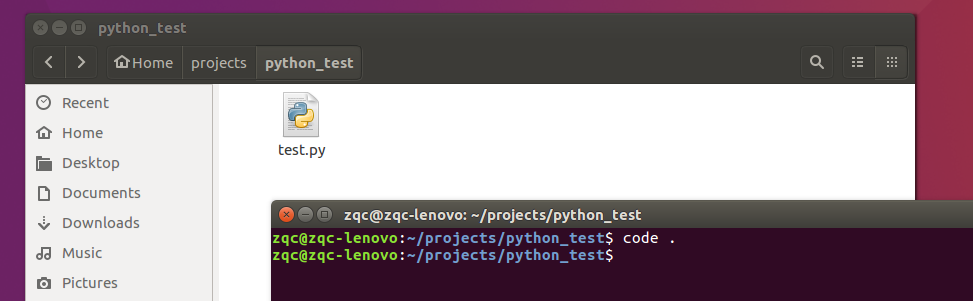 python_test
Home projects python_test
Recent
Home
Desktop
Documents
Downloads
Music
Pictures
test.py
zqc@zqc-lenovo: ~/projects/python_test
zqc@zqc-lenovo:~/projects/python_test$ code .
zqc@zqc-lenovo:~/projects/python_test$